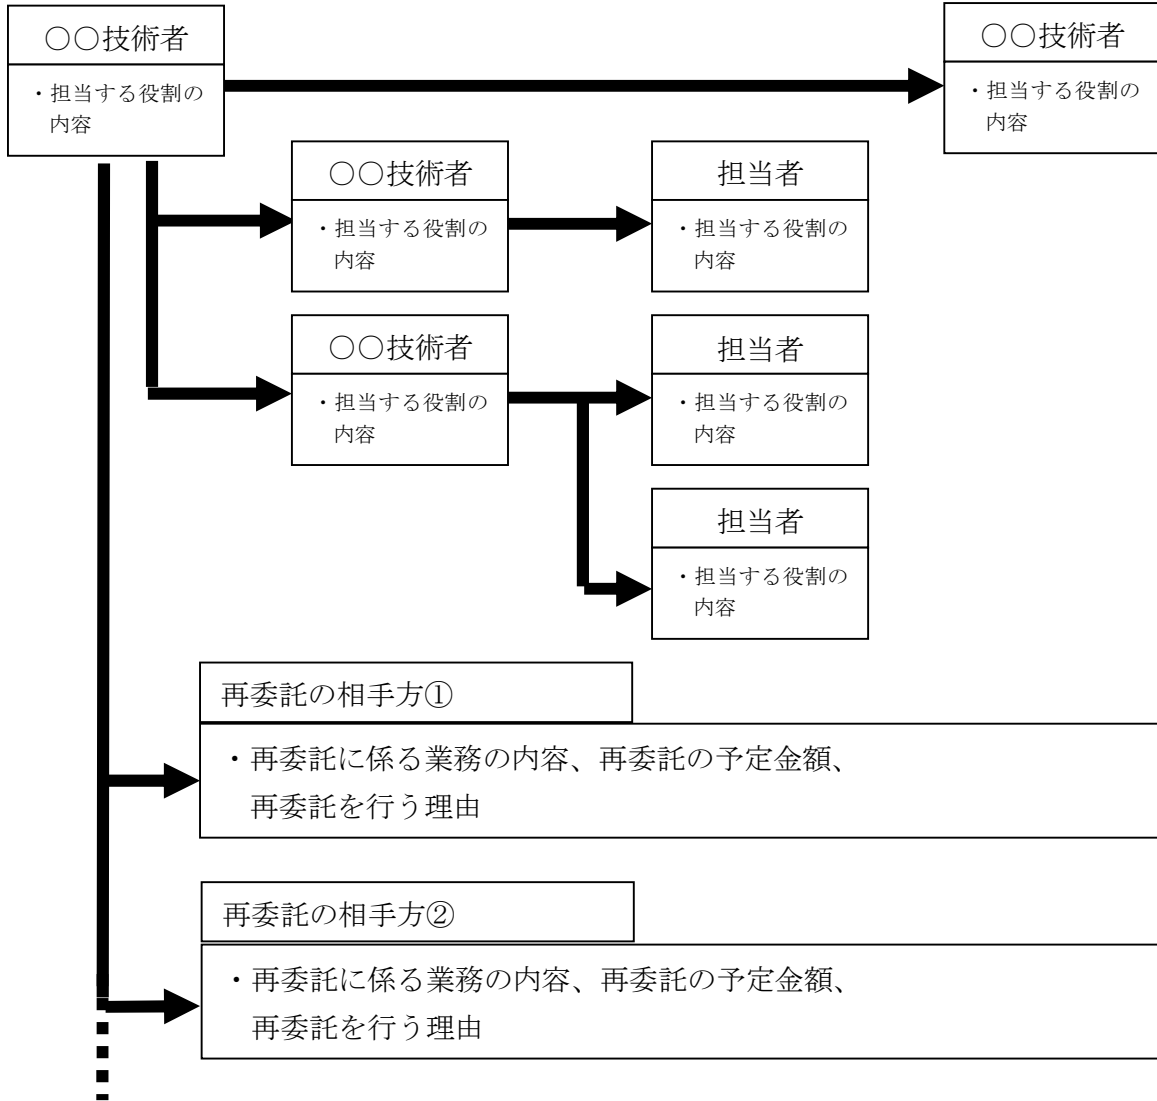 ○○技術者
・担当する役割の
内容
○○技術者
・担当する役割の
内容
○○技術者
・担当する役割の
内容
担当者
・担当する役割の
内容
○○技術者
・担当する役割の
内容
担当者
・担当する役割の
内容
担当者
・担当する役割の
内容
再委託の相手方①
・再委託に係る業務の内容、再委託の予定金額、
再委託を行う理由
再委託の相手方②
・再委託に係る業務の内容、再委託の予定金額、
再委託を行う理由